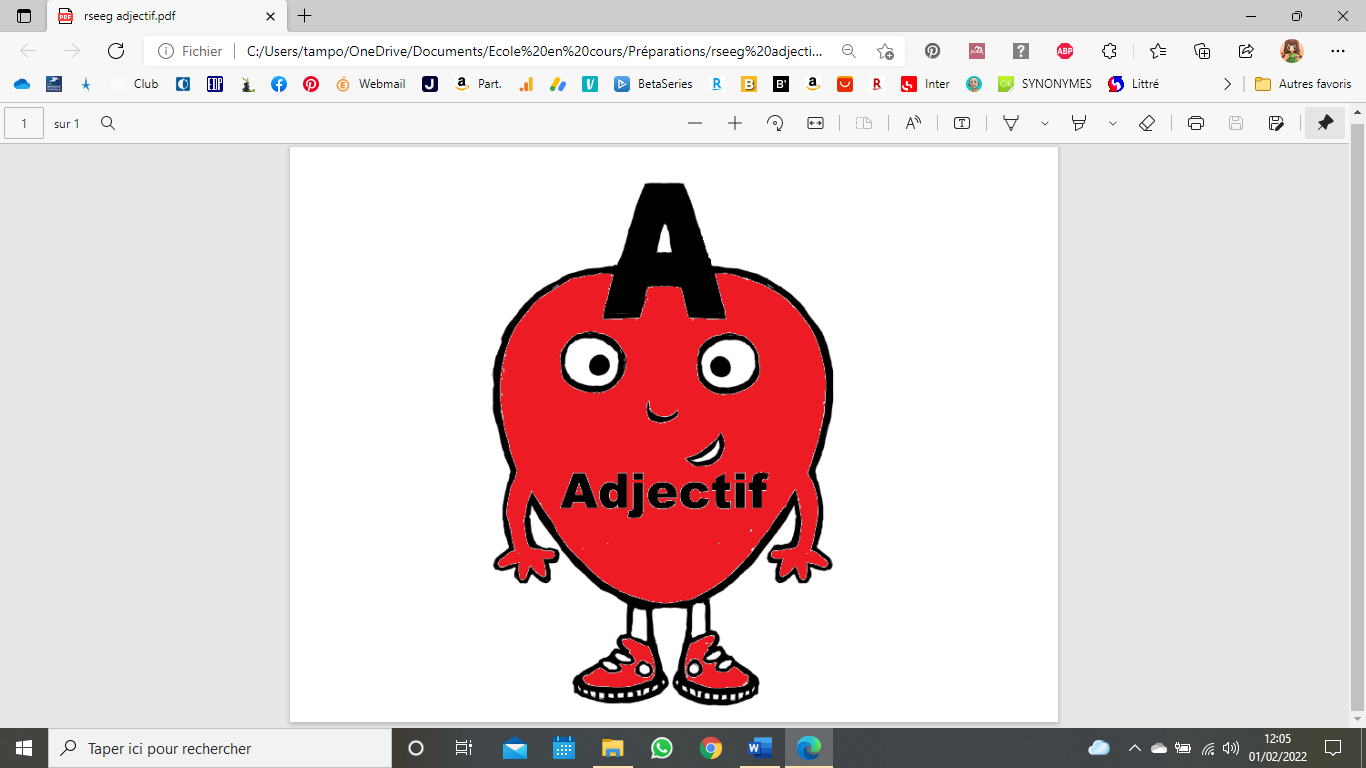 rseeg adjectif.pdf
Fichier C:/Users/tampo/OneDrive/Documents/Ecole%20en%20cours/Préparations/rseeg%20adjecti...
ABP
Club Webmail Part. BetaSeries Inter SYNONYMES Littré Autres favoris
1 sur 1
A
Adjectif
Taper ici pour rechercher
12:05
01/02/2022